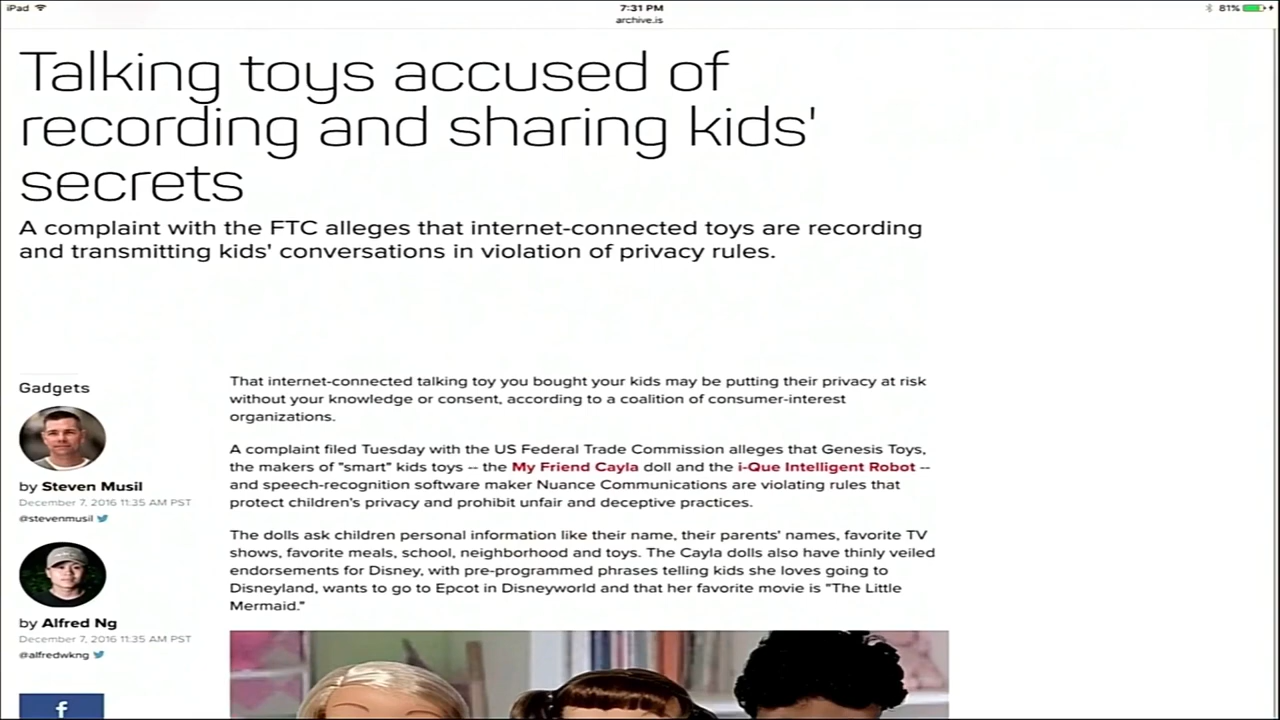 iPad
7:31 PM
81%
archive.is
Talking toys accused of
recording and sharing kids'
secrets
A complaint with the FTC alleges that internet-connected toys are recording
and transmitting kids' conversations in violation of privacy rules.
Gadgets
by Steven Musil
December 7, 2016 11:35 AM PST
@stevenmusil
by Alfred Ng
December 7, 2016 11:35 AM PST
@alfredwkng
f
That internet-connected talking toy you bought your kids may be putting their privacy at risk
without your knowledge or consent, according to a coalition of consumer-interest
organizations.
A complaint filed Tuesday with the US Federal Trade Commission alleges that Genesis Toys,
the makers of "smart" kids toys -- the My Friend Cayla doll and the i-Que Intelligent Robot --
and speech-recognition software maker Nuance Communications are violating rules that
protect children's privacy and prohibit unfair and deceptive practices.
The dolls ask children personal information like their name, their parents' names, favorite TV
shows, favorite meals, school, neighborhood and toys. The Cayla dolls also have thinly veiled
endorsements for Disney, with pre-programmed phrases telling kids she loves going to
Disneyland, wants to go to Epcot in Disneyworld and that her favorite movie is "The Little
Mermaid."